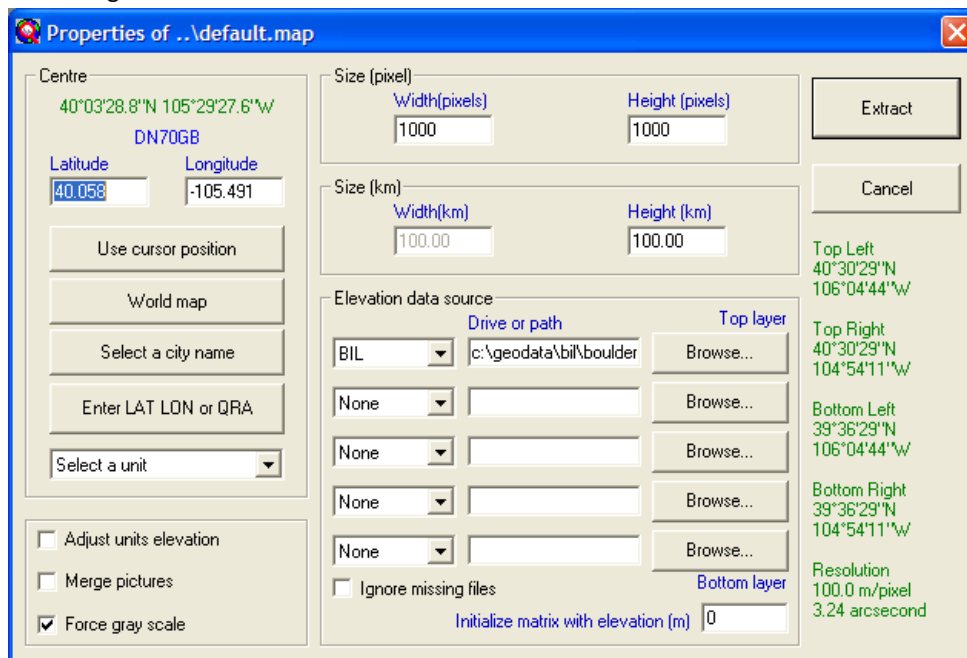 Properties of ..\default.map
Centre
40°03'28.8''N 105°29'27.6''W
DN70GB
Latitude Longitude
40.058 -105.491
Use cursor position
World map
Select a city name
Enter LAT LON or QRA
Select a unit
Adjust units elevation
Merge pictures
Force gray scale
Size (pixel)
Width(pixels) Height (pixels)
1000 1000
Size (km)
Width(km) Height (km)
100.00 100.00
Elevation data source
Drive or path Top layer
BIL c:\geodata\bil\boulder Browse...
None Browse...
None Browse...
None Browse...
None Browse...
Ignore missing files Bottom layer
Initialize matrix with elevation (m) 0
Extract
Cancel
Top Left
40°30'29''N
106°04'44''W
Top Right
40°30'29''N
104°54'11''W
Bottom Left
39°36'29''N
106°04'44''W
Bottom Right
39°36'29''N
104°54'11''W
Resolution
100.0 m/pixel
3.24 arcsecond